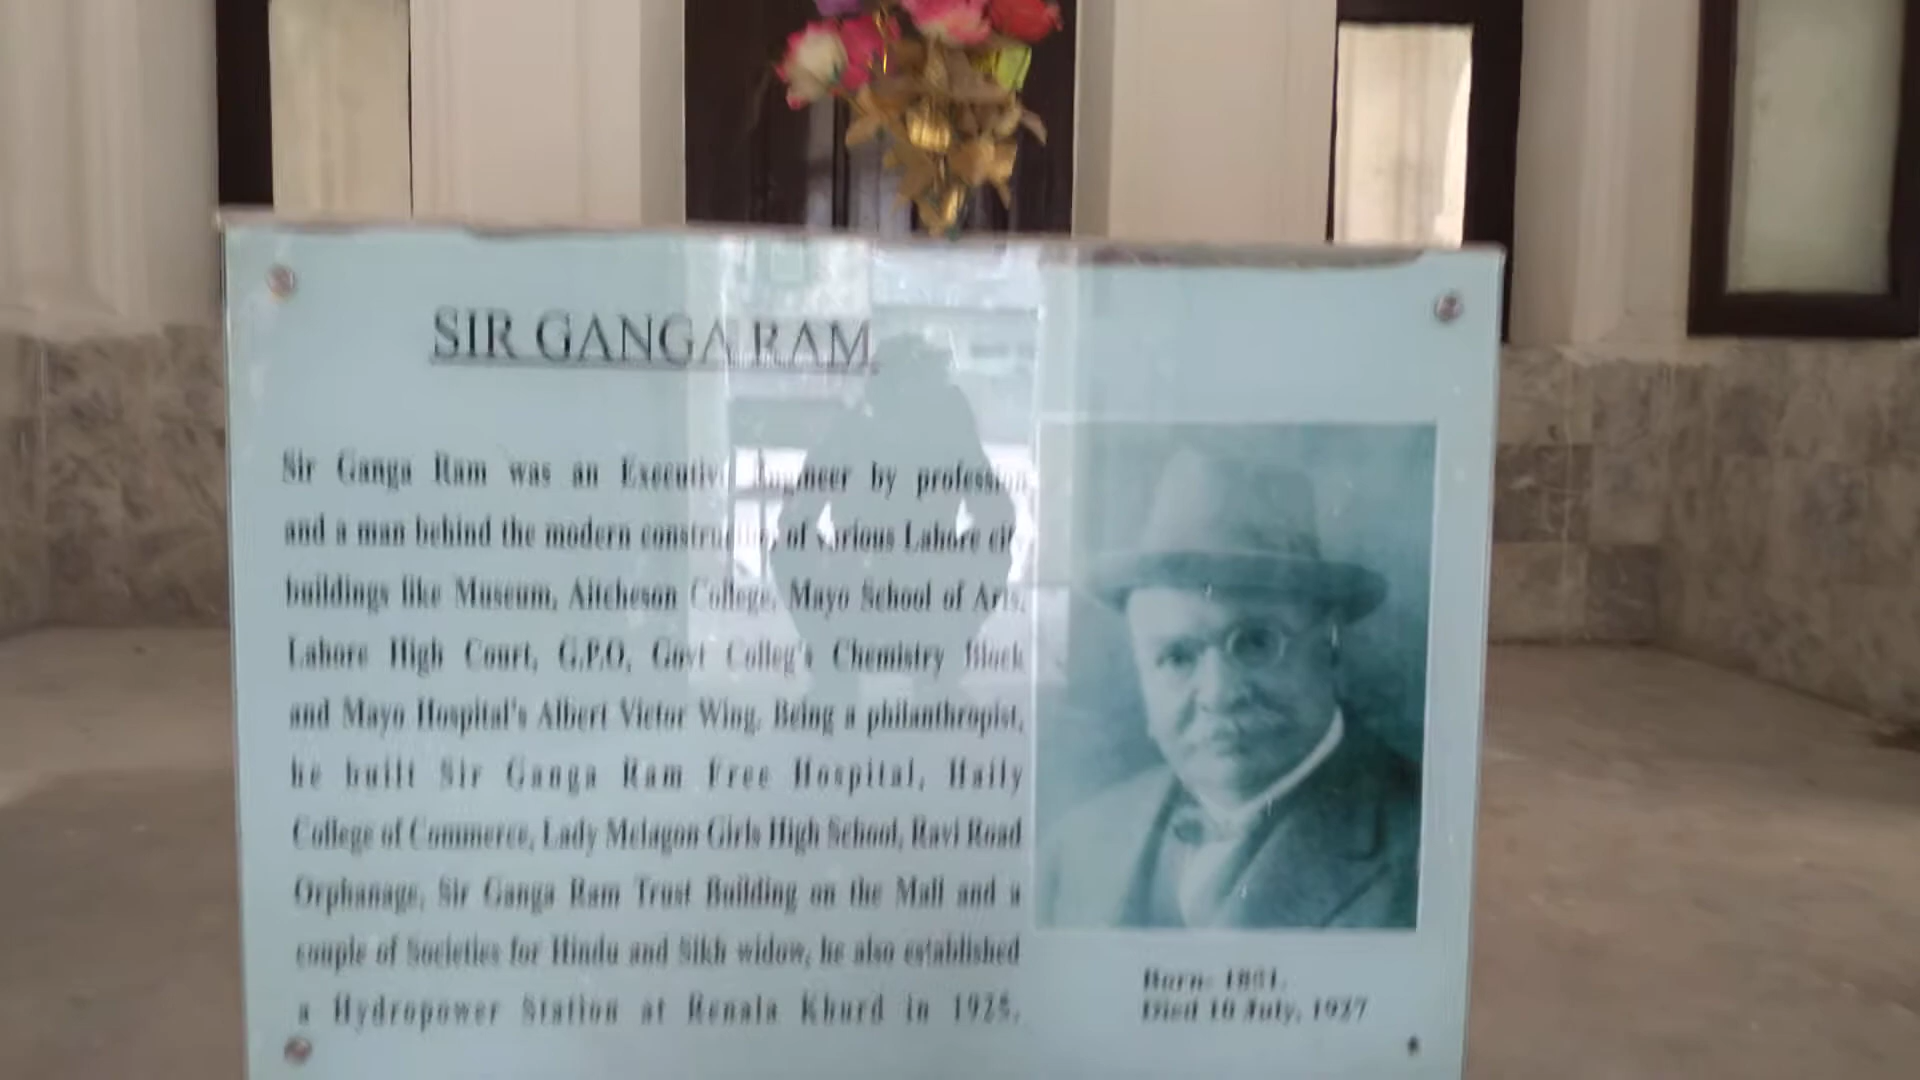 SIR GANGA RAM
Sir Ganga Ram was an Executive Engineer by profession
and a man behind the modern construction of various Lahore city
buildings like Museum, Aitcheson College, Mayo School of Arts,
Lahore High Court, G.P.O, Govt Colleg's Chemistry Block
and Mayo Hospital's Albert Victor Wing. Being a philanthropist,
he built Sir Ganga Ram Free Hospital, Haily
College of Commerce, Lady Melagon Girls High School, Ravi Road
Orphanage, Sir Ganga Ram Trust Building on the Mall and a
couple of Societies for Hindu and Sikh widow, he also established
a Hydropower Station at Renala Khurd in 1925.
Born- 1851.
Died 10 July, 1927